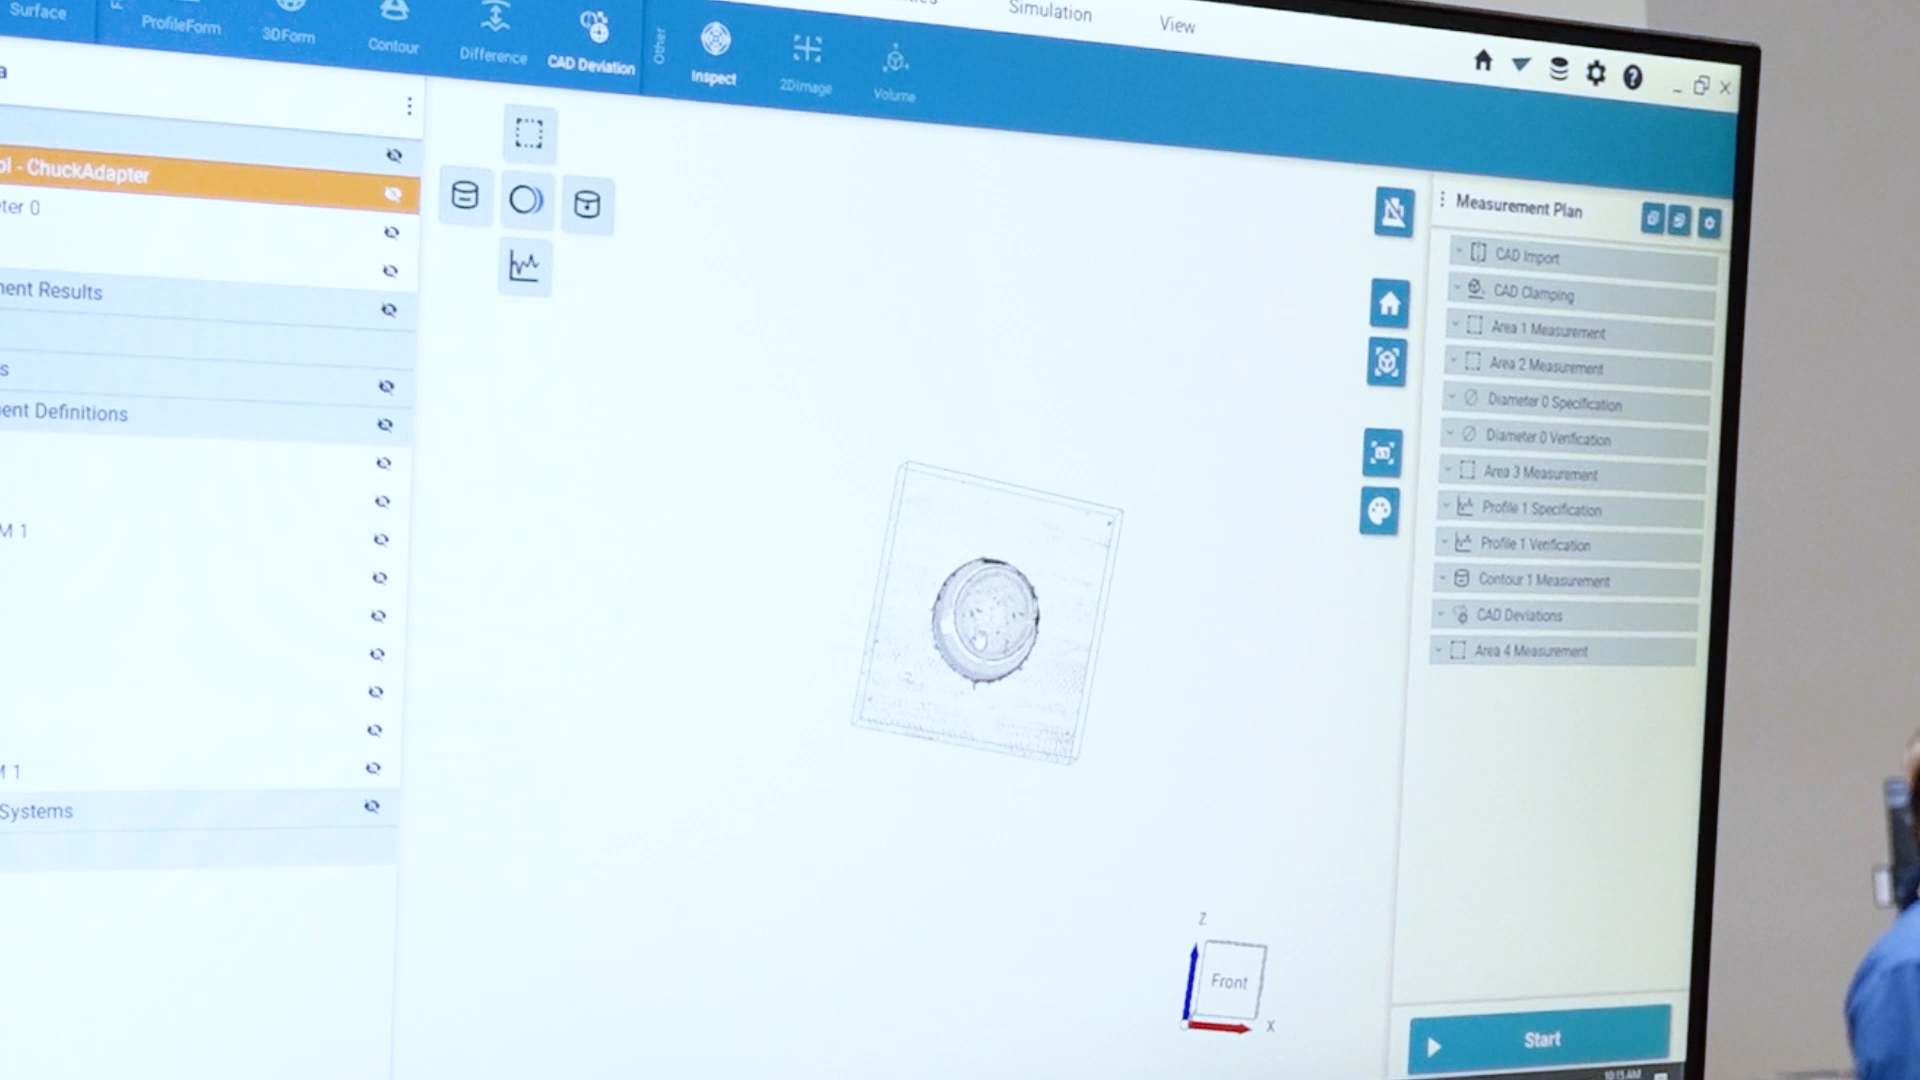 Simulation
View
Surface
ProfileForm
3DForm
Contour
Difference
CAD Deviation
Other
Inspect
2DImage
Volume
- ChuckAdapter
ter 0
ent Results
s
ent Definitions
M 1
M 1
Systems
Measurement Plan
CAD Import
CAD Clamping
Area 1 Measurement
Area 2 Measurement
Diameter 0 Specification
Diameter 0 Verification
Area 3 Measurement
Profile 1 Specification
Profile 1 Verification
Contour 1 Measurement
CAD Deviations
Area 4 Measurement
Z
Front
X
Start
10:15 AM